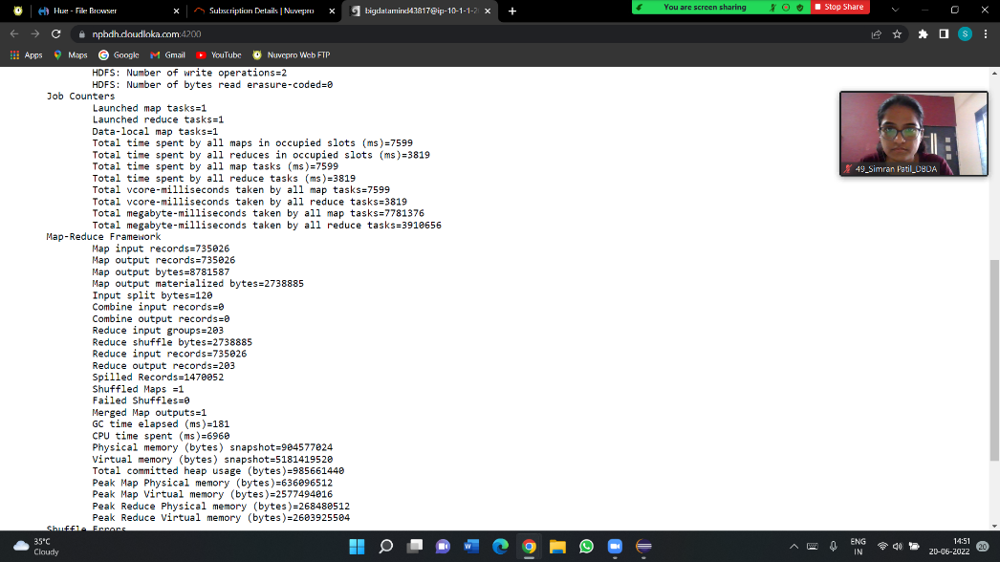 Hue - File Browser
Subscription Details | Nuvepro
bigdatamind43817@ip-10-1-1-2
You are screen sharing
Stop Share
npbdh.cloudloka.com:4200
S
Apps
Maps
Google
Gmail
YouTube
Nuvepro Web FTP
HDFS: Number of write operations=2
HDFS: Number of bytes read erasure-coded=0
Job Counters
Launched map tasks=1
Launched reduce tasks=1
Data-local map tasks=1
Total time spent by all maps in occupied slots (ms)=7599
Total time spent by all reduces in occupied slots (ms)=3819
Total time spent by all map tasks (ms)=7599
Total time spent by all reduce tasks (ms)=3819
Total vcore-milliseconds taken by all map tasks=7599
Total vcore-milliseconds taken by all reduce tasks=3819
Total megabyte-milliseconds taken by all map tasks=7781376
Total megabyte-milliseconds taken by all reduce tasks=3910656
Map-Reduce Framework
Map input records=735026
Map output records=735026
Map output bytes=8781587
Map output materialized bytes=2738885
Input split bytes=120
Combine input records=0
Combine output records=0
Reduce input groups=203
Reduce shuffle bytes=2738885
Reduce input records=735026
Reduce output records=203
Spilled Records=1470052
Shuffled Maps =1
Failed Shuffles=0
Merged Map outputs=1
GC time elapsed (ms)=181
CPU time spent (ms)=6960
Physical memory (bytes) snapshot=904577024
Virtual memory (bytes) snapshot=5181419520
Total committed heap usage (bytes)=985661440
Peak Map Physical memory (bytes)=636096512
Peak Map Virtual memory (bytes)=2577494016
Peak Reduce Physical memory (bytes)=268480512
Peak Reduce Virtual memory (bytes)=2603925504
Shuffle Errors
49_Simran Patil_DBDA
35°C
Cloudy
ENG
IN
14:51
20-06-2022
20